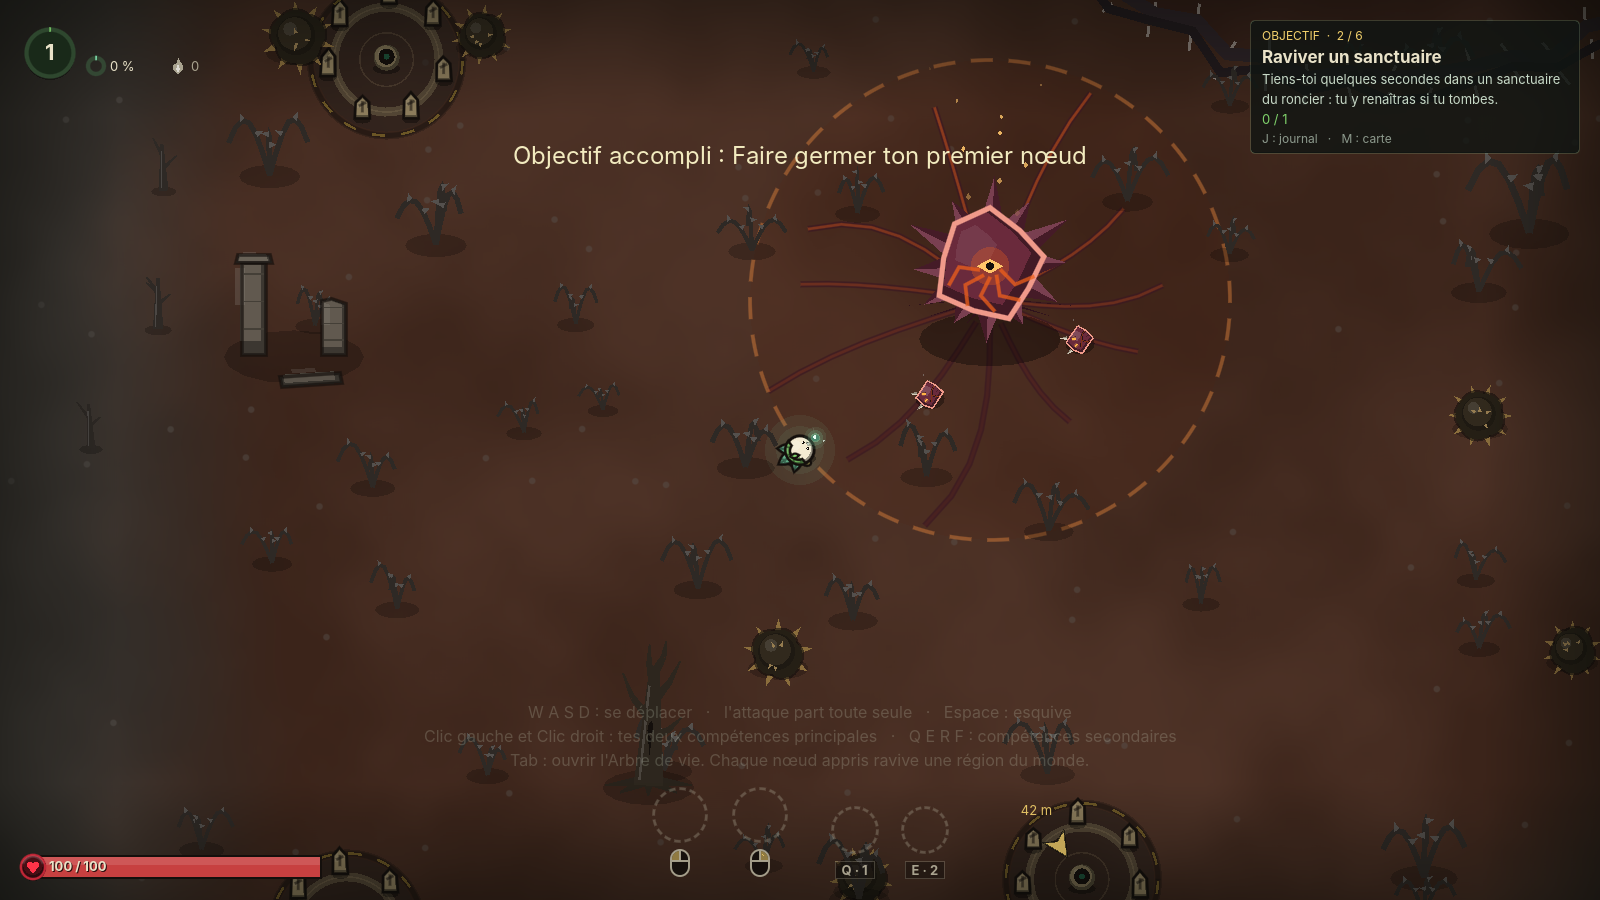 1
0 %
0
OBJECTIF · 2 / 6
Raviver un sanctuaire
Tiens-toi quelques secondes dans un sanctuaire
du roncier : tu y renaîtras si tu tombes.
0 / 1
J : journal · M : carte
Objectif accompli : Faire germer ton premier nœud
W A S D : se déplacer · l'attaque part toute seule · Espace : esquive
Clic gauche et Clic droit : tes deux compétences principales · Q E R F : compétences secondaires
Tab : ouvrir l'Arbre de vie. Chaque nœud appris ravive une région du monde.
42 m
100 / 100
Q · 1
E · 2